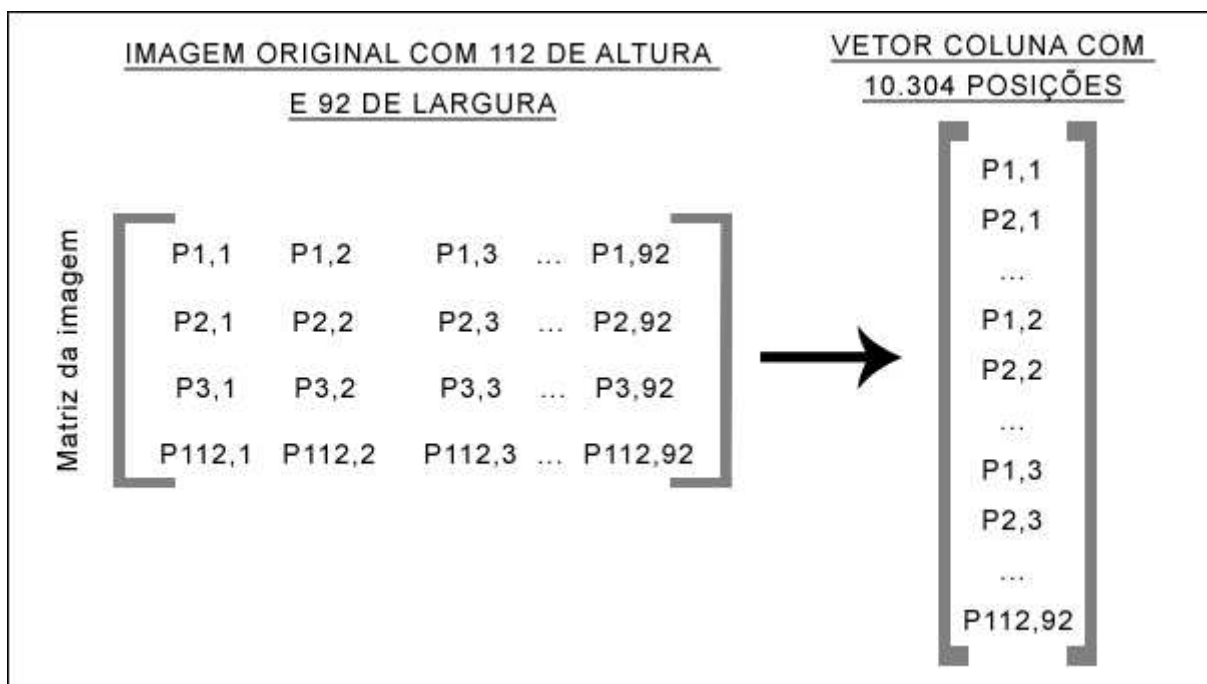 IMAGEM ORIGINAL COM 112 DE ALTURA
E 92 DE LARGURA
Matriz da imagem
P1,1 P1,2 P1,3 ... P1,92
P2,1 P2,2 P2,3 ... P2,92
P3,1 P3,2 P3,3 ... P3,92
P112,1 P112,2 P112,3 ... P112,92
VETOR COLUNA COM
10.304 POSIÇÕES
P1,1
P2,1
...
P1,2
P2,2
...
P1,3
P2,3
...
P112,92